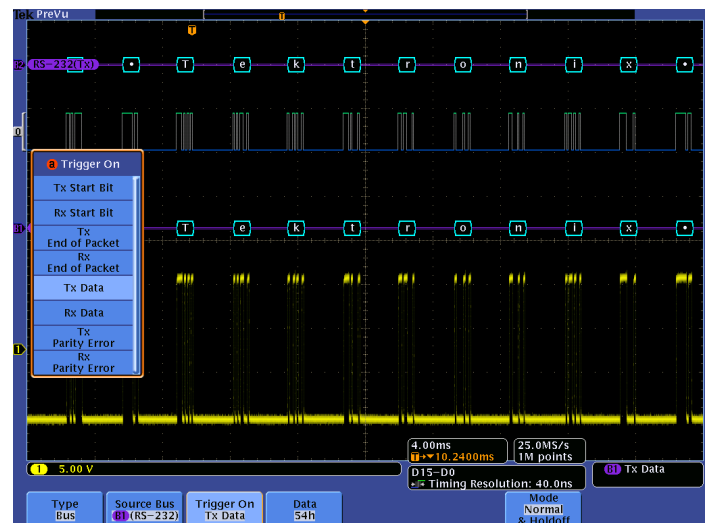 Tek PreVu
T
T
B2 RS-232(Tx) • T e k t r o n i x •
0
a Trigger On
Tx Start Bit
Rx Start Bit
Tx
End of Packet
Rx
End of Packet
Tx Data
Rx Data
Tx
Parity Error
Rx
Parity Error
B1 T e k t r o n i x •
1
1 5.00 V
4.00ms
T→▼10.2400ms
25.0MS/s
1M points
D15-D0
Timing Resolution: 40.0ns
B1 Tx Data
Type
Bus
Source Bus
B1 (RS-232)
Trigger On
Tx Data
Data
54h
Mode
Normal
& Holdoff